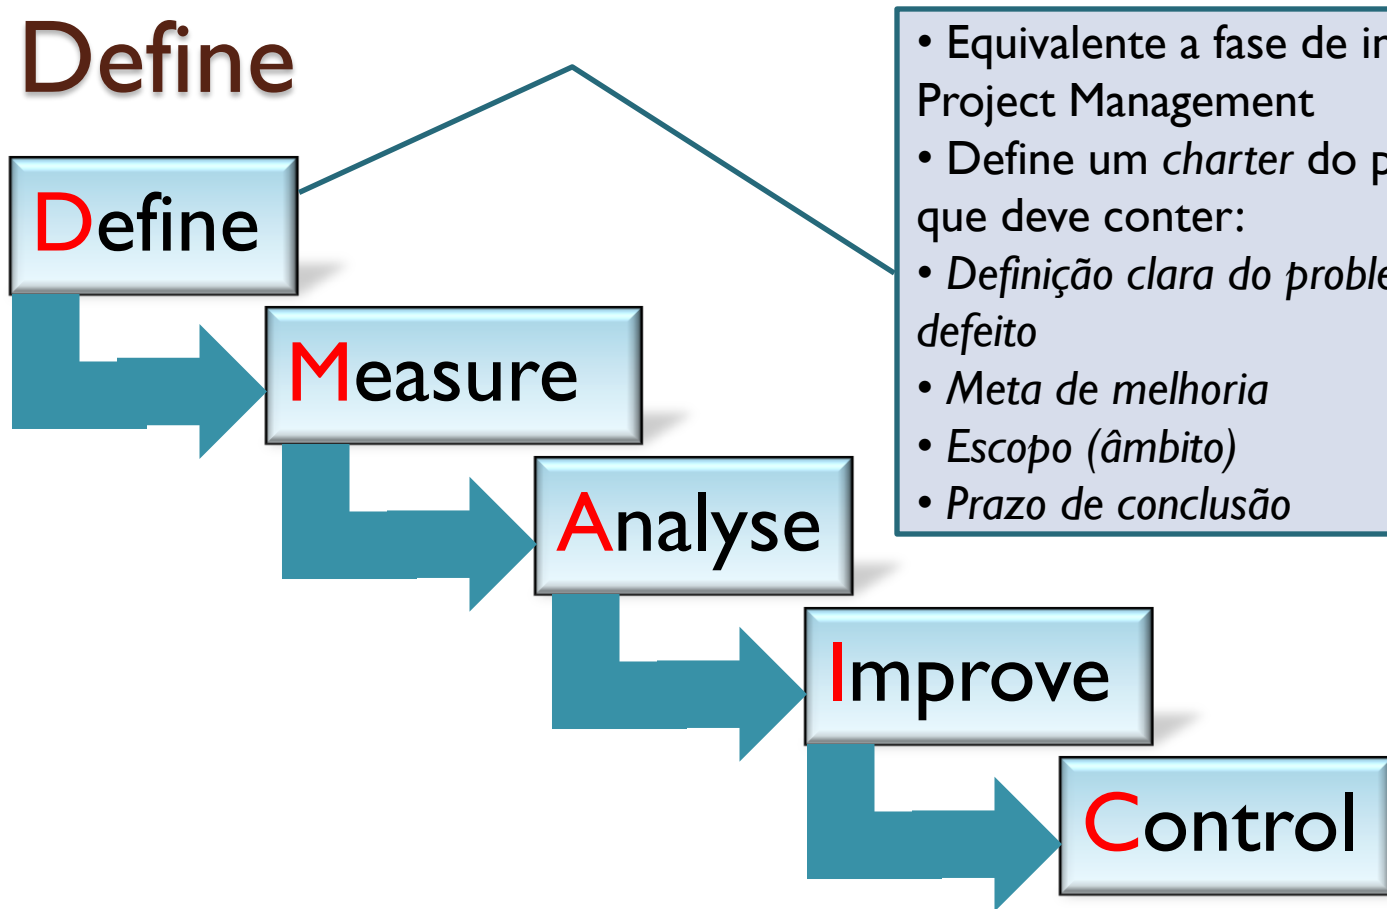 Define
• Equivalente a fase de
Project Management
• Define um charter do
que deve conter:
• Definição clara do
defeito
• Meta de melhoria
• Escopo (âmbito)
• Prazo de conclusão
Define
Measure
Analyse
Improve
Control